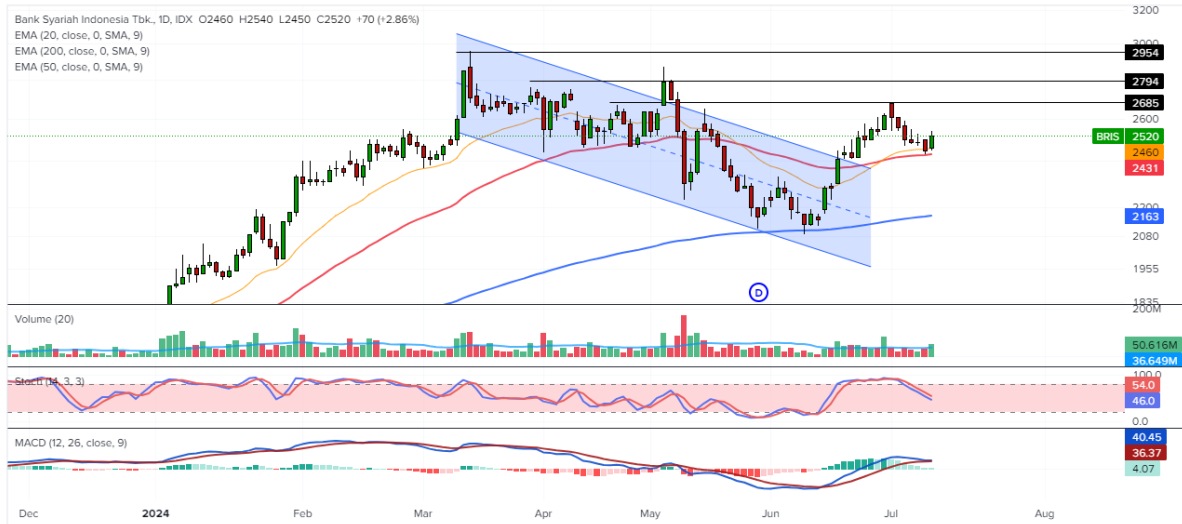 Bank Syariah Indonesia Tbk., 1D, IDX O2460 H2540 L2450 C2520 +70 (+2.86%)
EMA (20, close, 0, SMA, 9)
EMA (200, close, 0, SMA, 9)
EMA (50, close, 0, SMA, 9)
3200
3000
2954
2794
2685
2600
BRIS 2520
2460
2431
2200
2163
2080
1955
1835
D
Volume (20)
200M
50.616M
36.649M
Stoch (14, 3, 3)
100.0
54.0
46.0
0.0
MACD (12, 26, close, 9)
40.45
36.37
4.07
Dec 2024 Feb Mar Apr May Jun Jul Aug